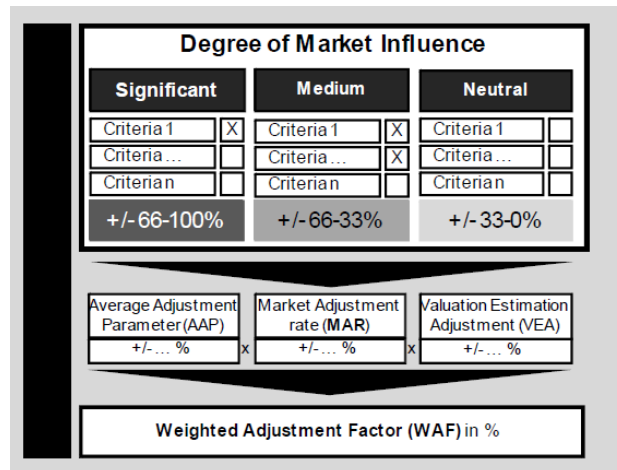 Degree of Market Influence
Significant Medium Neutral
Criteria 1 X Criteria 1 X Criteria 1
Criteria ... Criteria ... X Criteria ...
Criteria n Criteria n Criteria n
+/- 66-100% +/- 66-33% +/- 33-0%
Average Adjustment Market Adjustment Valuation Estimation
Parameter (AAP) rate (MAR) Adjustment (VEA)
+/- ... % x +/- ... % x +/- ... %
Weighted Adjustment Factor (WAF) in %